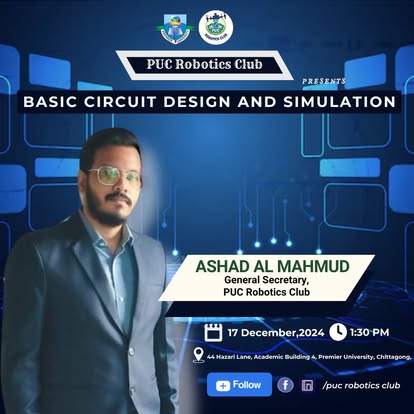 PUC Robotics Club
PRESENTS
BASIC CIRCUIT DESIGN AND SIMULATION
ASHAD AL MAHMUD
General Secretary,
PUC Robotics Club
17 December,2024 1:30 PM
44 Hazari Lane, Academic Building 4, Premier University, Chittagong,
Follow /puc robotics club